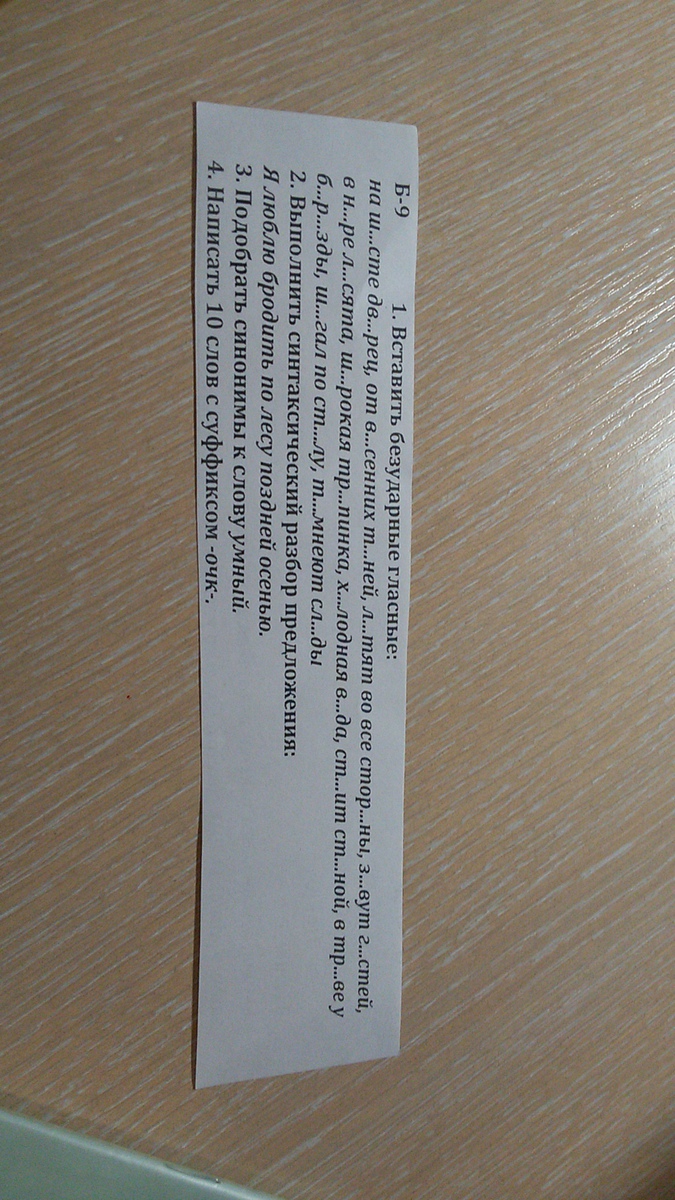 Б-9 1. Вставить безударные гласные:
на ш...сте дв...рец, от в...сенних т...ней, л...тят во все стор...ны, з...вут г...стей,
в н...ре л...сята, ш...рокая тр...пинка, х...лодная в...да, ст...ит ст...ной, в тр...ве у
б...р...зды, ш...гал по ст...лу, т...мнеют сл...ды
2. Выполнить синтаксический разбор предложения:
Я люблю бродить по лесу поздней осенью.
3. Подобрать синонимы к слову умный.
4. Написать 10 слов с суффиксом -очк-.